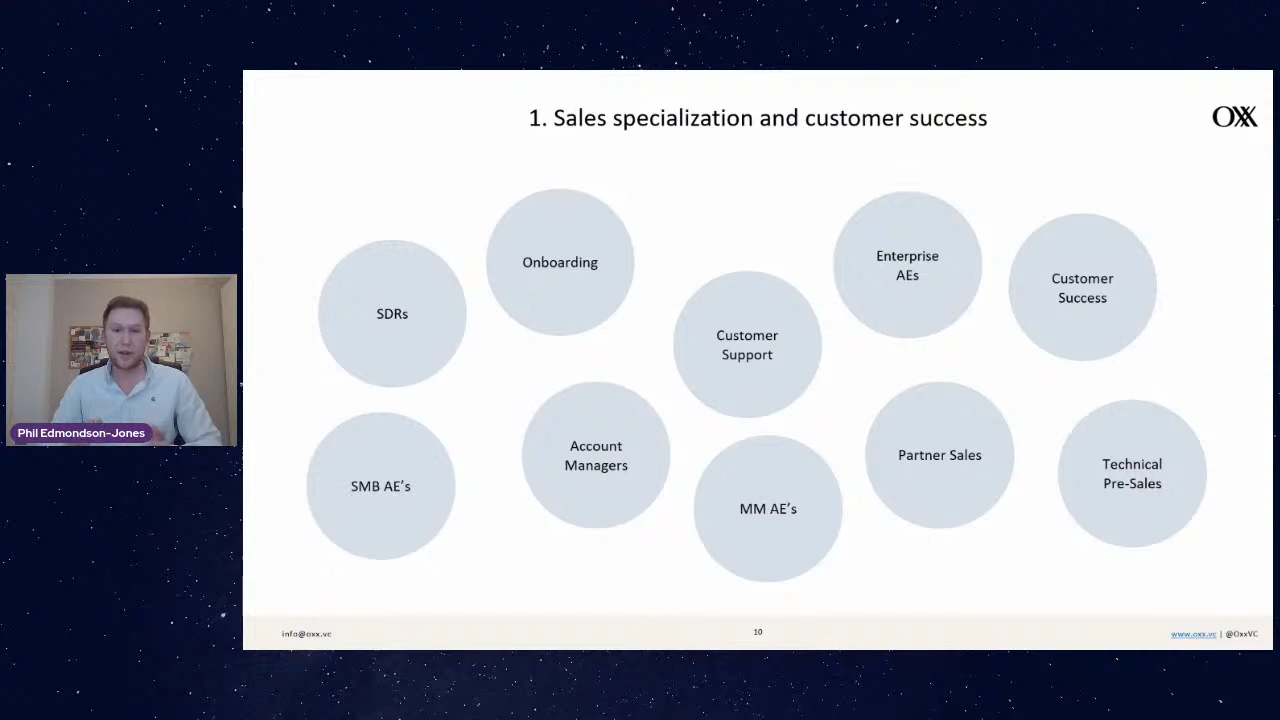 1. Sales specialization and customer success
OXX
Onboarding
Enterprise
AEs
Customer
Success
SDRs
Customer
Support
Account
Managers
Partner Sales
Technical
Pre-Sales
SMB AE's
MM AE's
Phil Edmondson-Jones
info@oxx.vc
10
www.oxx.vc | @OxxVC